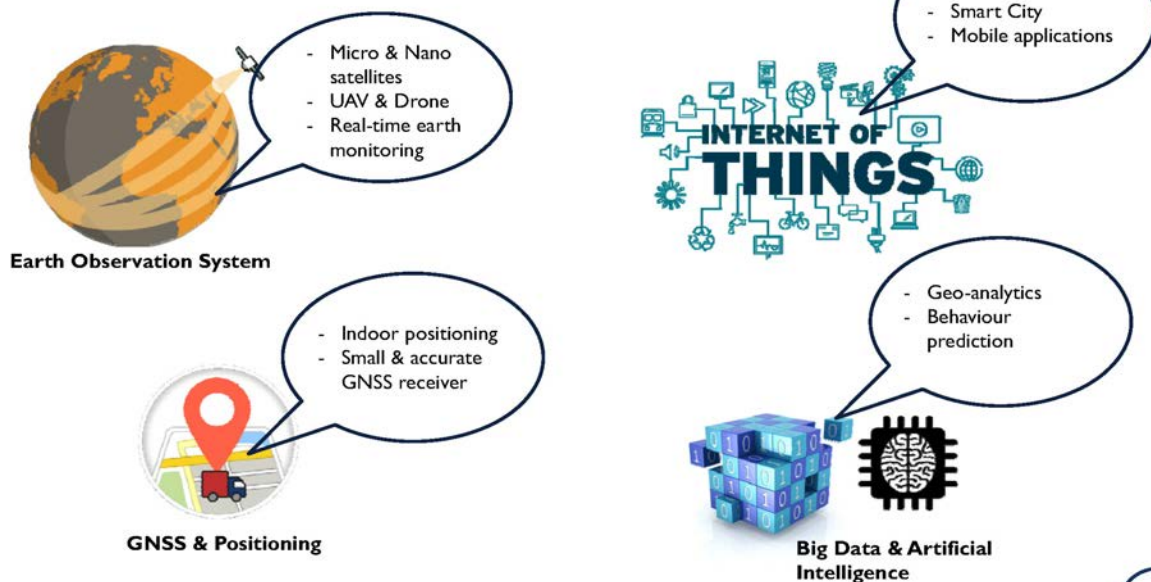 - Micro & Nano
satellites
- UAV & Drone
- Real-time earth
monitoring
Earth Observation System
- Smart City
- Mobile applications
INTERNET OF
THINGS
- Indoor positioning
- Small & accurate
GNSS receiver
GNSS & Positioning
- Geo-analytics
- Behaviour
prediction
Big Data & Artificial
Intelligence